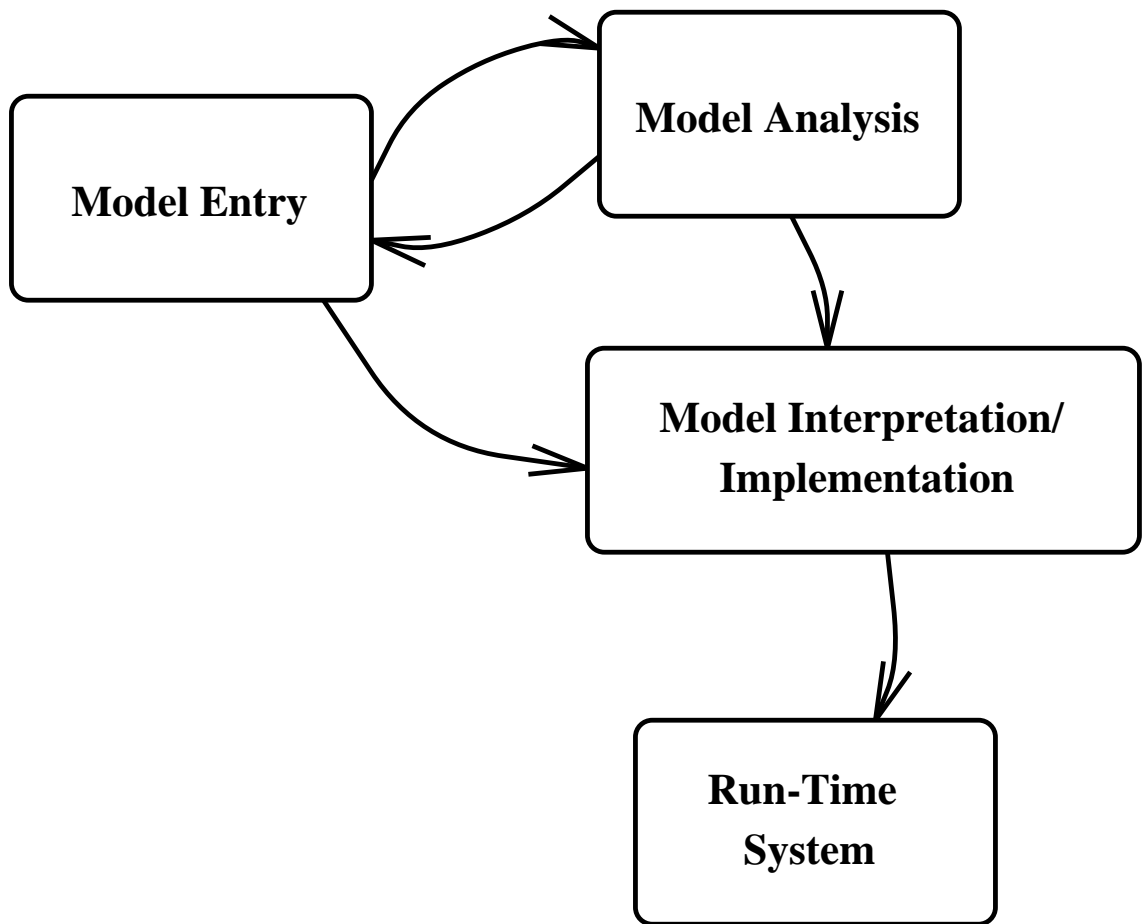 Model Analysis
Model Entry
Model Interpretation/
Implementation
Run-Time
System